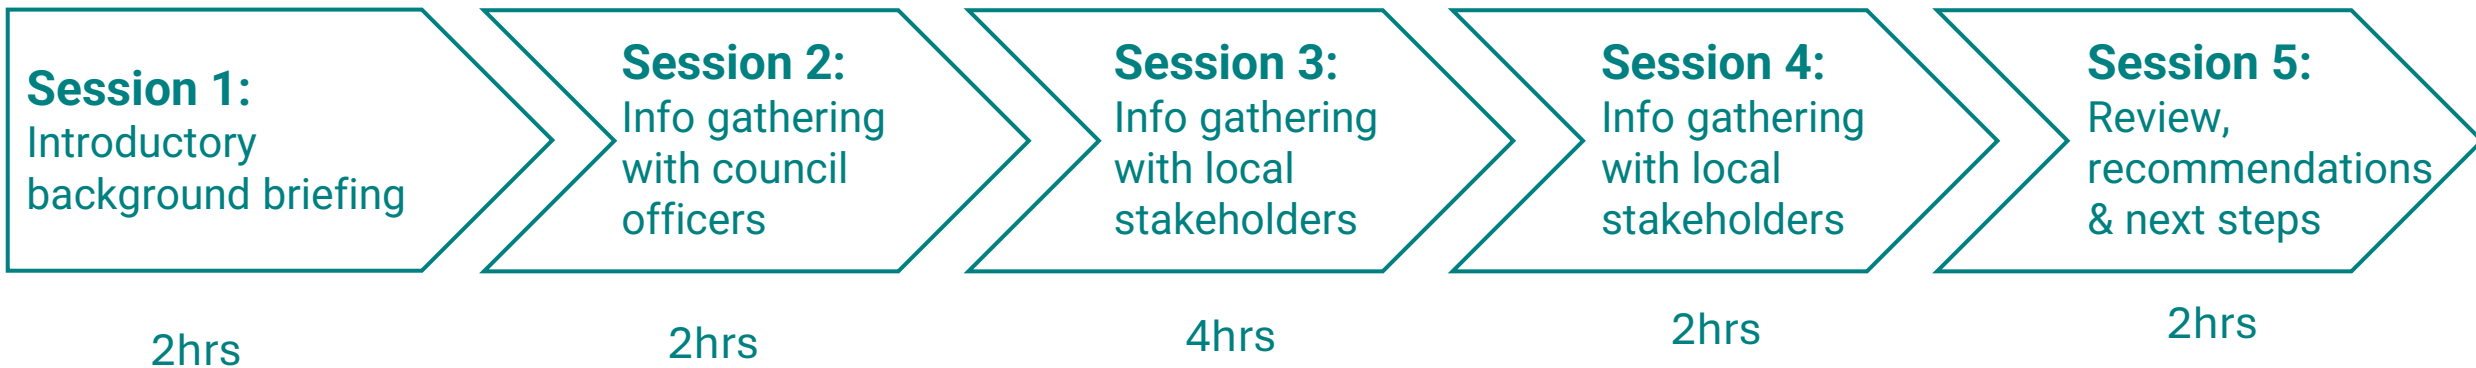 Session 1:
Introductory
background briefing
Session 2:
Info gathering
with council
officers
Session 3:
Info gathering
with local
stakeholders
Session 4:
Info gathering
with local
stakeholders
Session 5:
Review,
recommendations
& next steps
2hrs
2hrs
4hrs
2hrs
2hrs